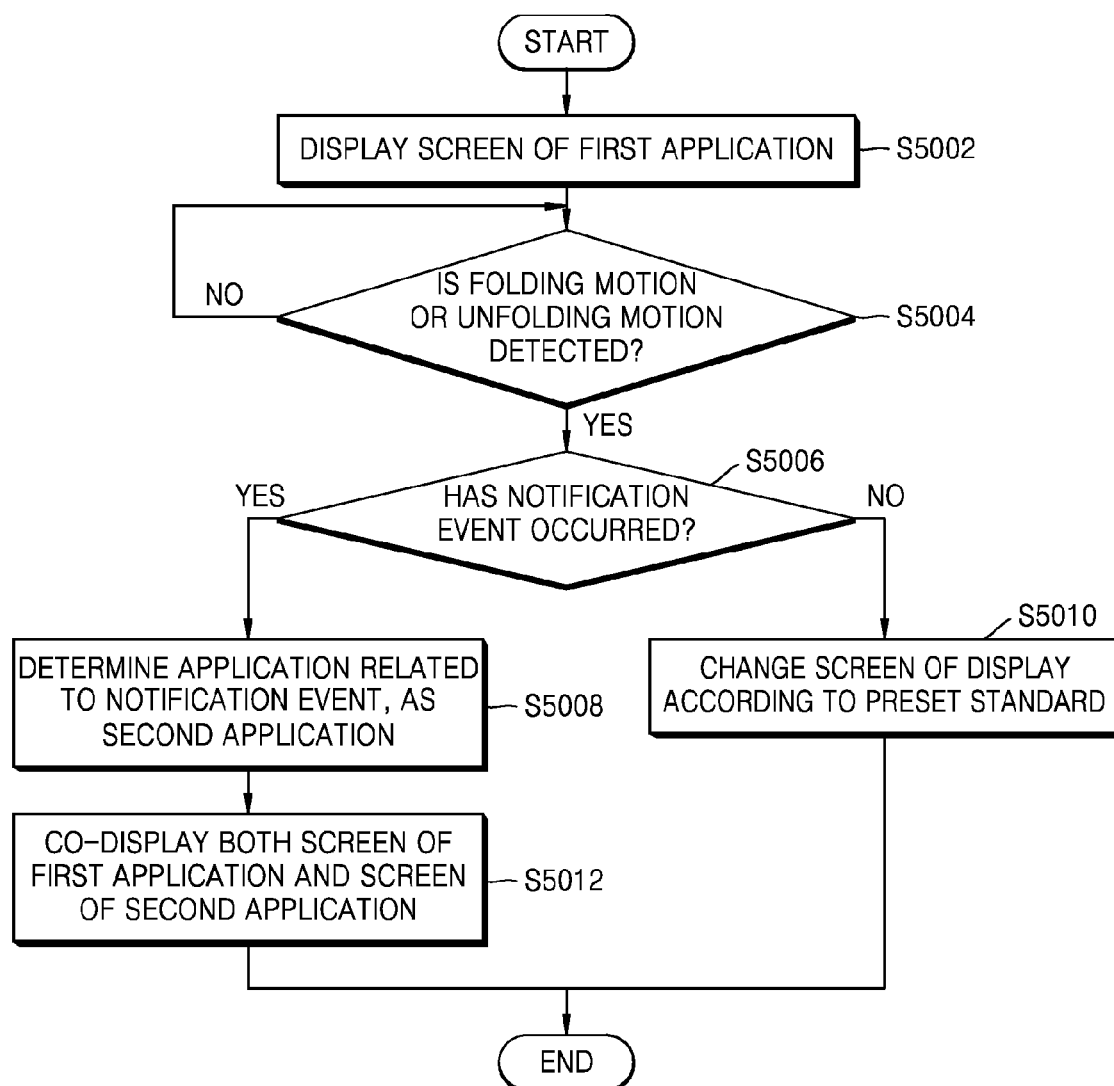 START
DISPLAY SCREEN OF FIRST APPLICATION
S5002
IS FOLDING MOTION
OR UNFOLDING MOTION
DETECTED?
S5004
NO
YES
S5006
HAS NOTIFICATION
EVENT OCCURRED?
YES
NO
DETERMINE APPLICATION RELATED
TO NOTIFICATION EVENT, AS
SECOND APPLICATION
S5008
S5010
CHANGE SCREEN OF DISPLAY
ACCORDING TO PRESET STANDARD
CO-DISPLAY BOTH SCREEN OF
FIRST APPLICATION AND SCREEN
OF SECOND APPLICATION
S5012
END